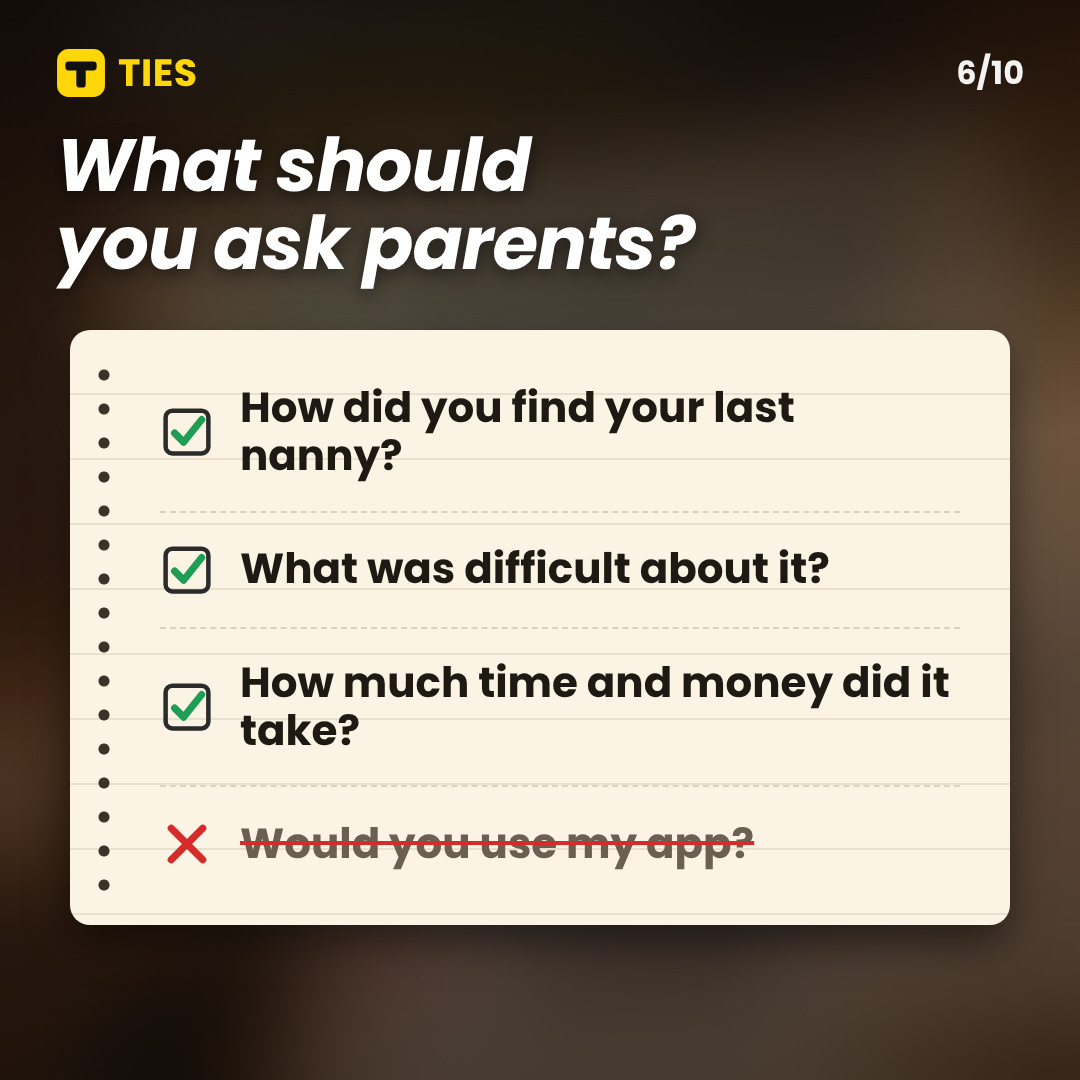 TIES
6/10
What should
you ask parents?
How did you find your last
nanny?
What was difficult about it?
How much time and money did it
take?
Would you use my app?